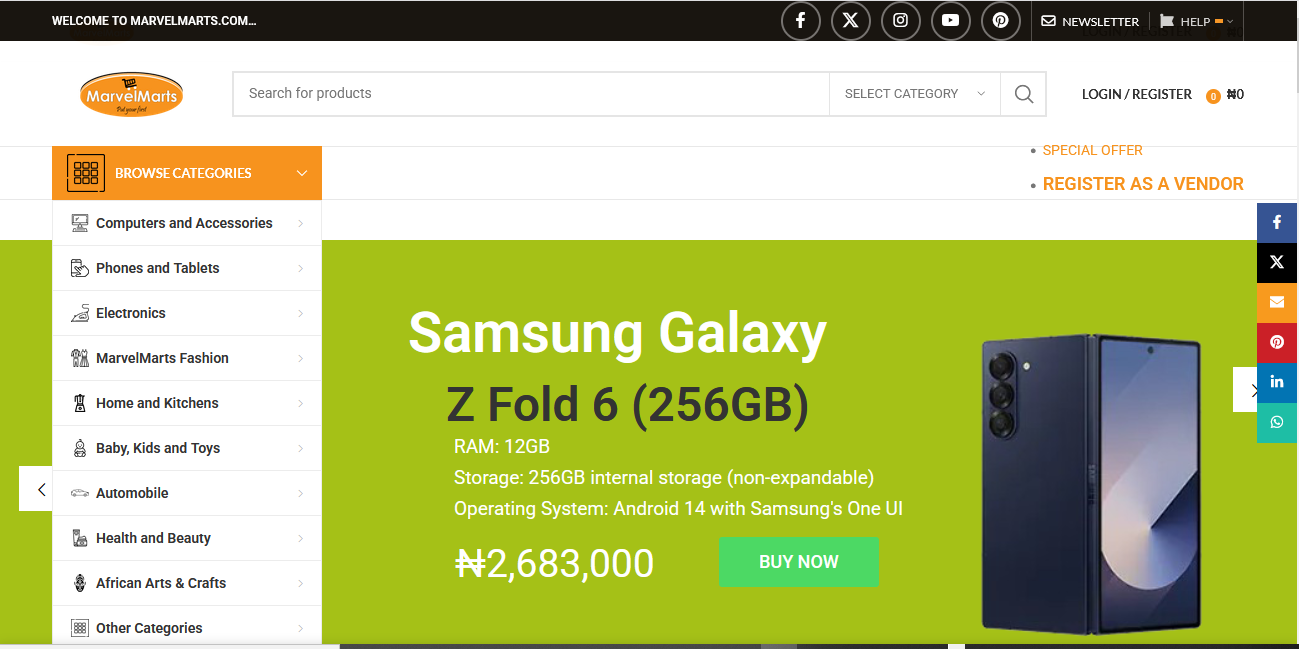 WELCOME TO MARVELMARTS.COM...
NEWSLETTER
HELP
LOGIN / REGISTER
MarvelMarts
Put your first
Search for products
SELECT CATEGORY
LOGIN / REGISTER
0
₦0
SPECIAL OFFER
REGISTER AS A VENDOR
BROWSE CATEGORIES
Computers and Accessories
Phones and Tablets
Electronics
MarvelMarts Fashion
Home and Kitchens
Baby, Kids and Toys
Automobile
Health and Beauty
African Arts & Crafts
Other Categories
Samsung Galaxy
Z Fold 6 (256GB)
RAM: 12GB
Storage: 256GB internal storage (non-expandable)
Operating System: Android 14 with Samsung's One UI
₦2,683,000
BUY NOW